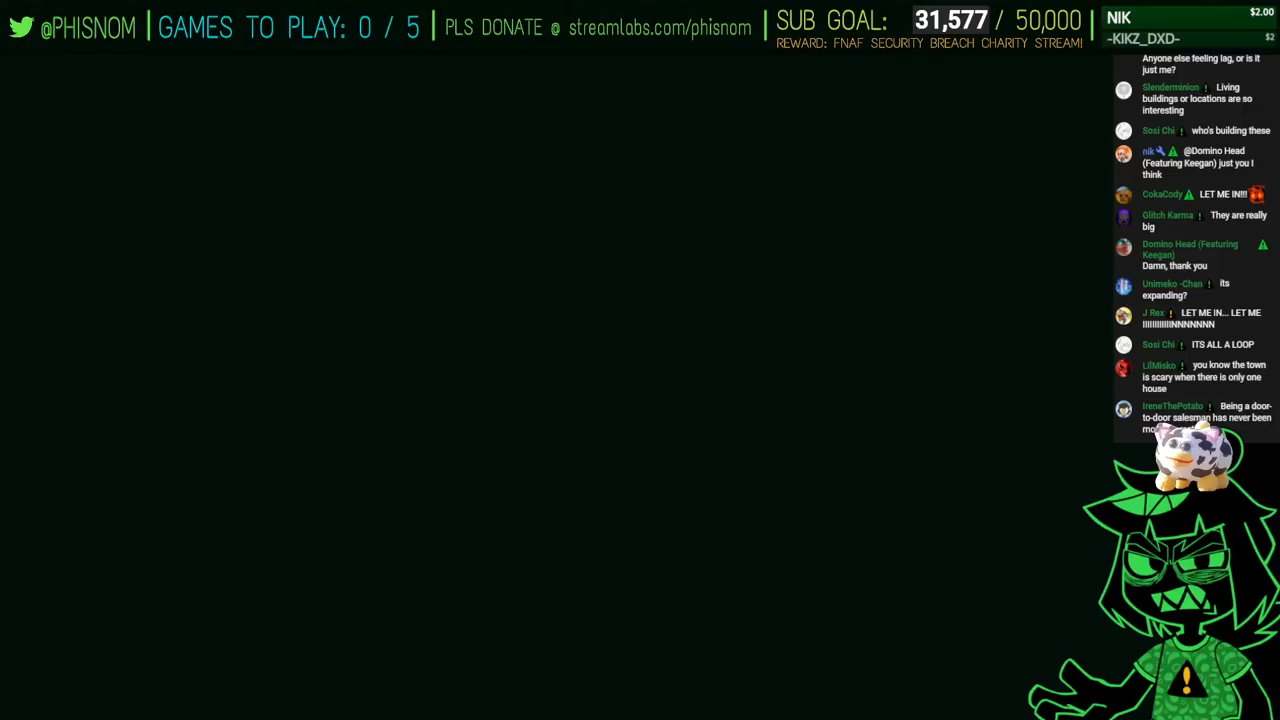 @PHISNOM
GAMES TO PLAY: 0 / 5
PLS DONATE @ streamlabs.com/phisnom
SUB GOAL: 31,577 / 50,000
REWARD: FNAF SECURITY BREACH CHARITY STREAM!
NIK $2.00
-KIKZ_DXD- $2
Anyone else feeling lag, or is it
just me?
Slenderminion ! Living
buildings or locations are so
interesting
Sosi Chi ! who's building these
nik @Domino Head
(Featuring Keegan) just you I
think
CokaCody LET ME IN!!!
Glitch Karma ! They are really
big
Domino Head (Featuring
Keegan)
Damn, thank you
Unimeko -Chan ! its
expanding?
J Rex ! LET ME IN... LET ME
IIIIIIIIIIIINNNNNNN
Sosi Chi ! ITS ALL A LOOP
LilMisko ! you know the town
is scary when there is only one
house
IreneThePotato ! Being a door-
to-door salesman has never been